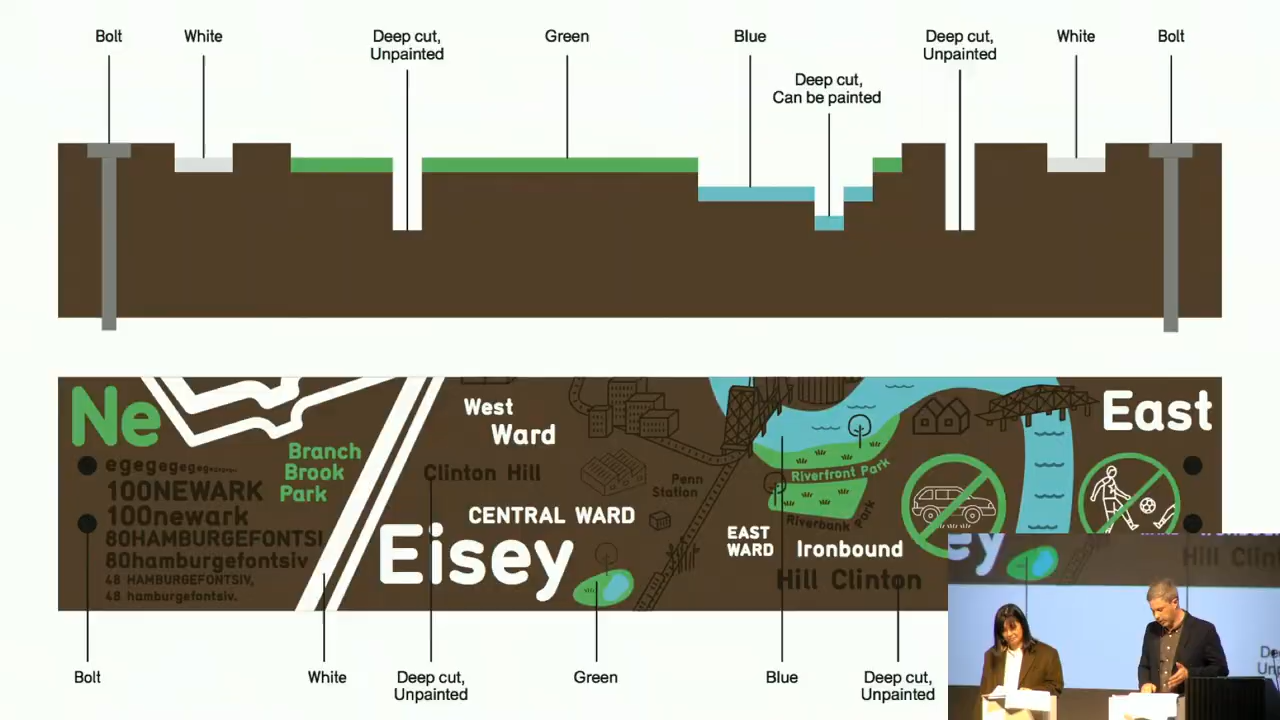 Bolt
White
Deep cut,
Unpainted
Green
Blue
Deep cut,
Can be painted
Deep cut,
Unpainted
White
Bolt
Ne
egegegegeg
100NEWARK
100newark
80HAMBURGEFONTSI
80hamburgefontsiv
48 HAMBURGEFONTSIV,
48 hamburgefontsiv.
Branch
Brook
Park
West
Ward
Clinton Hill
CENTRAL WARD
Eisey
Penn
Station
EAST
WARD
Ironbound
Hill Clinton
Riverfront Park
Riverbank Park
East
Bolt
White
Deep cut,
Unpainted
Green
Blue
Deep cut,
Unpainted
ey